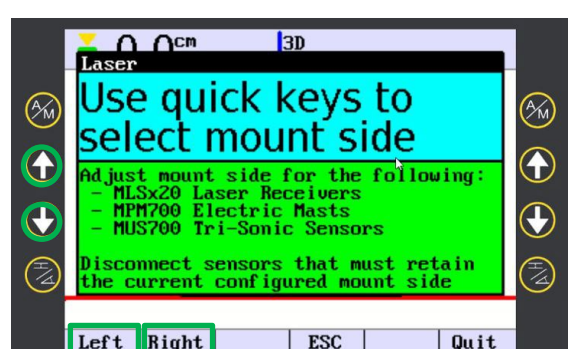 0.0cm 3D
Laser
Use quick keys to
select mount side
Adjust mount side for the following:
- MLSx20 Laser Receivers
- MPM700 Electric Masts
- MUS700 Tri-Sonic Sensors
Disconnect sensors that must retain
the current configured mount side
A/M A/M
Left Right ESC Quit